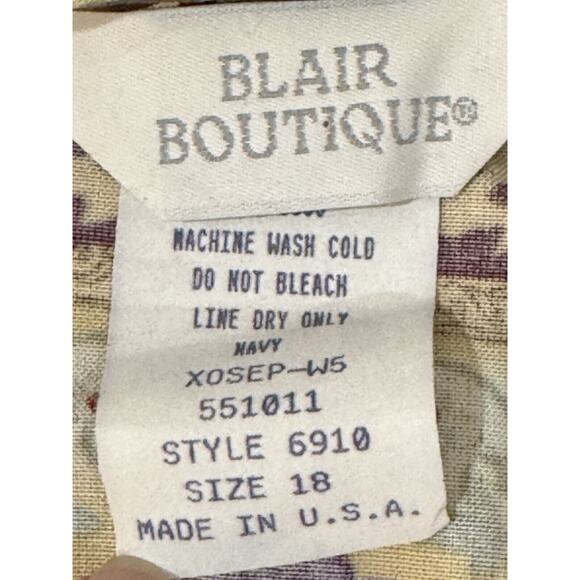 BLAIR
BOUTIQUE®
MACHINE WASH COLD
DO NOT BLEACH
LINE DRY ONLY
NAVY
XOSEP-W5
551011
STYLE 6910
SIZE 18
MADE IN U.S.A.